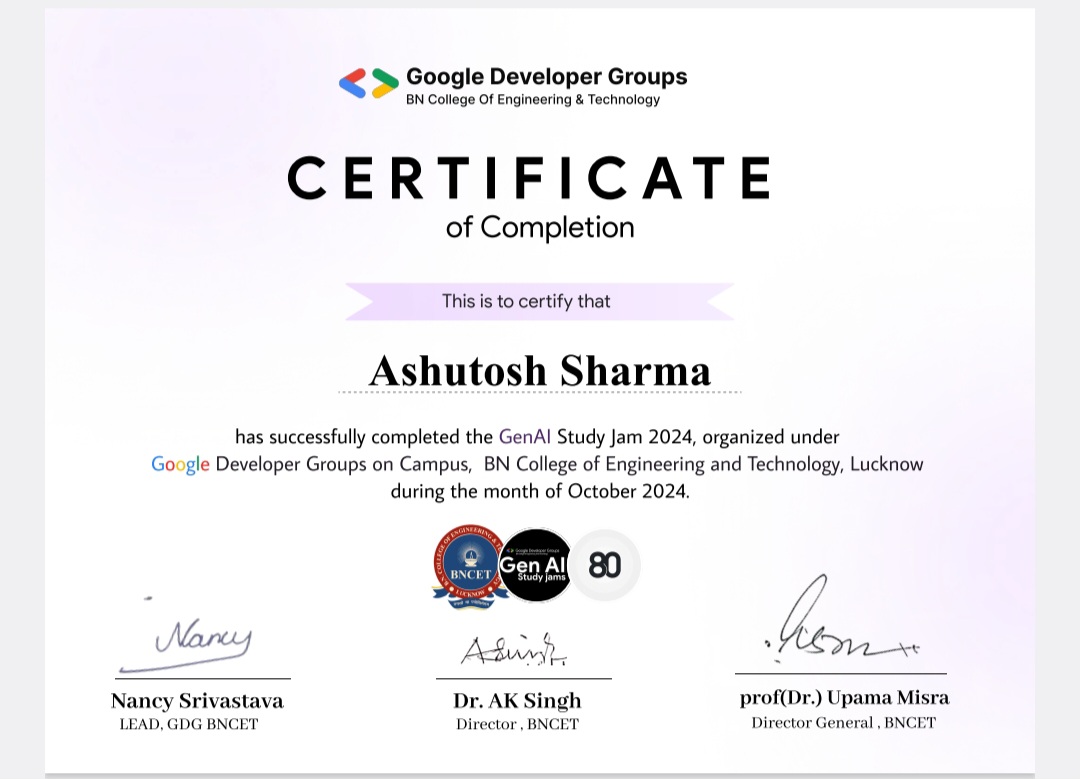 Google Developer Groups
BN College Of Engineering & Technology
CERTIFICATE
of Completion
This is to certify that
Ashutosh Sharma
has successfully completed the GenAI Study Jam 2024, organized under
Google Developer Groups on Campus, BN College of Engineering and Technology, Lucknow
during the month of October 2024.
BNCET
LUCKNOW
Google Developer Groups
Gen AI
Study jams
80
Nancy
Nancy Srivastava
LEAD, GDG BNCET
Dr. AK Singh
Director , BNCET
prof(Dr.) Upama Misra
Director General , BNCET